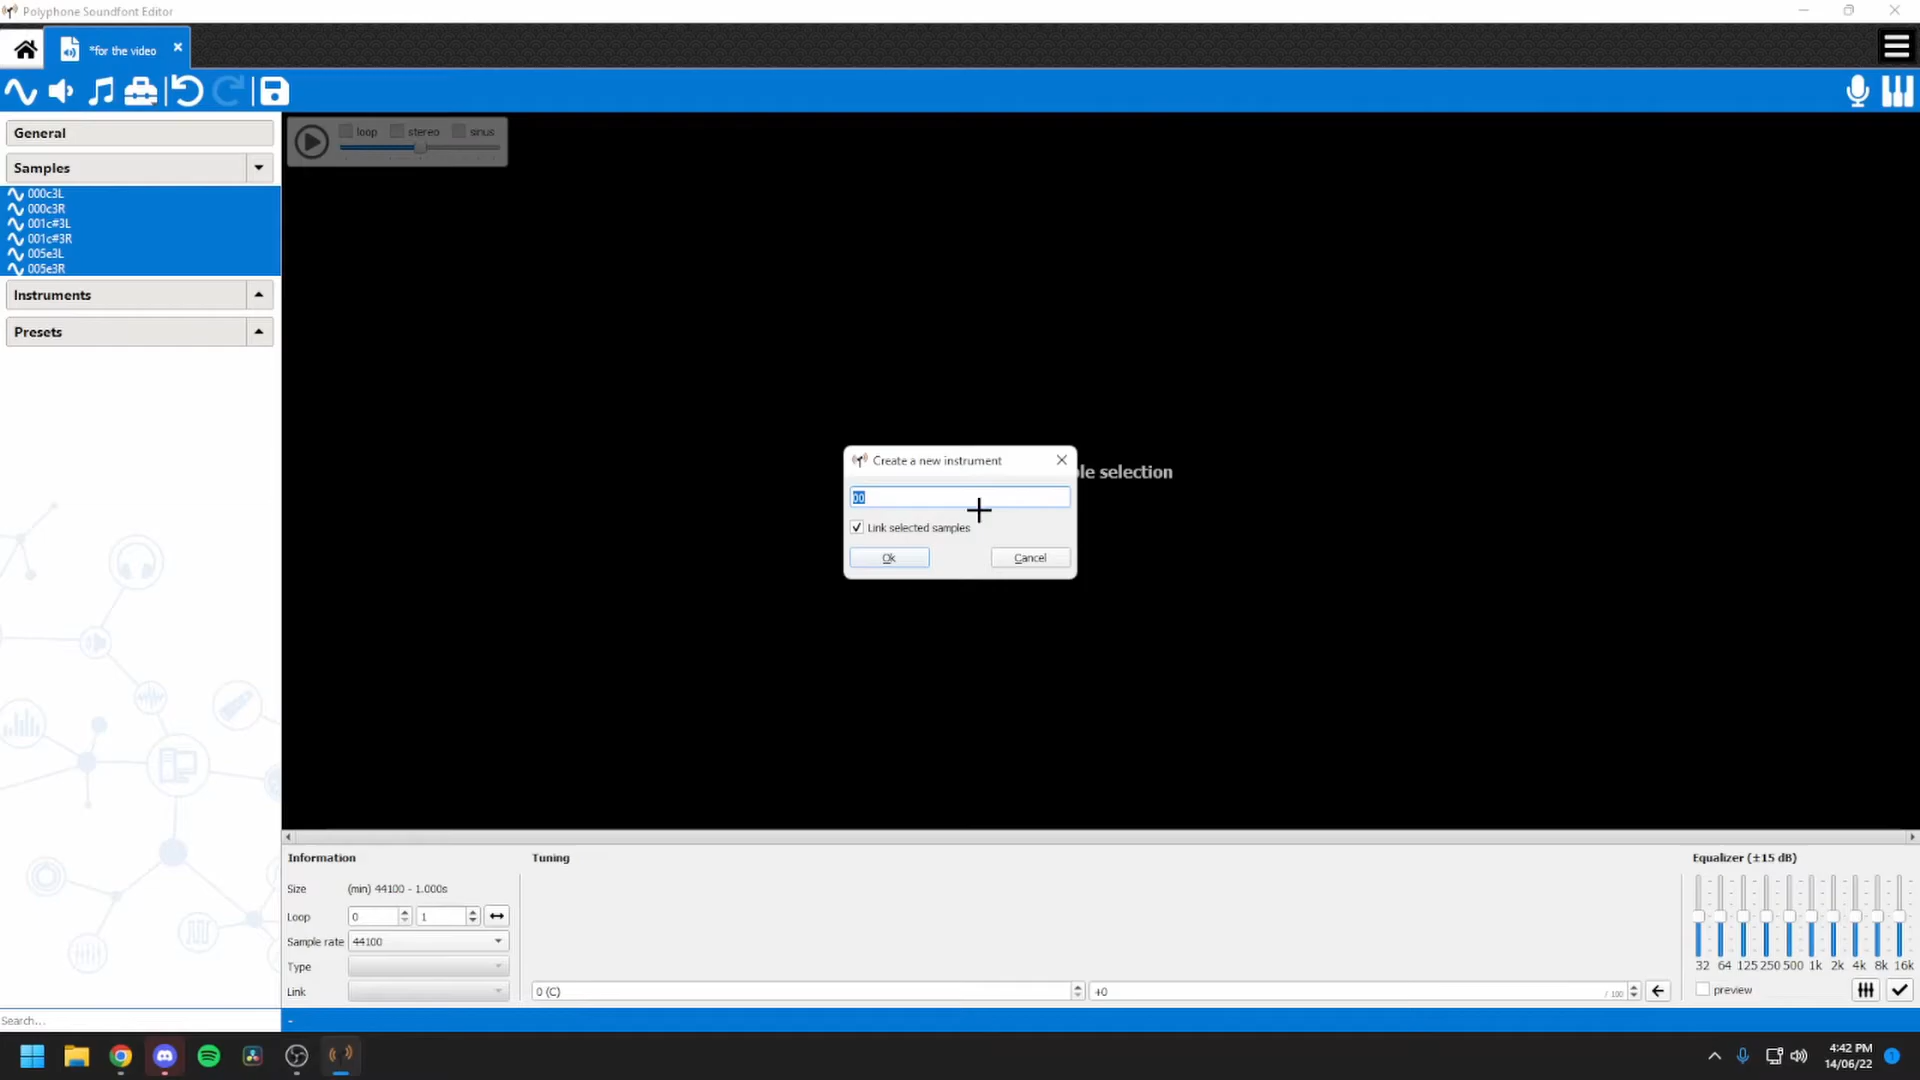 Polyphone Soundfont Editor
*for the video
General
loop stereo sinus
Samples
000c3L
000c3R
001c#3L
001c#3R
005e3L
005e3R
Instruments
Presets
Create a new instrument
ple selection
00
Link selected samples
Ok Cancel
Information Tuning Equalizer (±15 dB)
Size (min) 44100 - 1.000s
Loop 0 1
Sample rate 44100
Type
32 64 125 250 500 1k 2k 4k 8k 16k
Link 0 (C) +0 / 100 preview
Search... -
4:42 PM
14/06/22
1